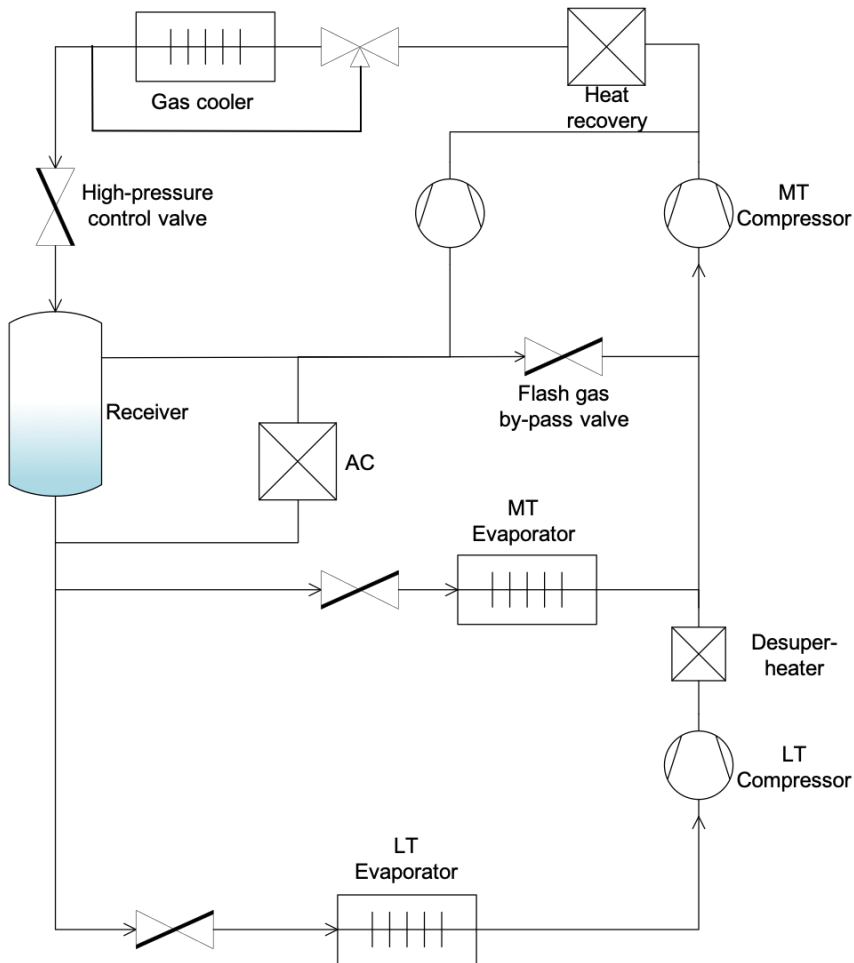 Gas cooler
Heat
recovery
High-pressure
control valve
MT
Compressor
Receiver
Flash gas
by-pass valve
AC
MT
Evaporator
Desuper-
heater
LT
Compressor
LT
Evaporator